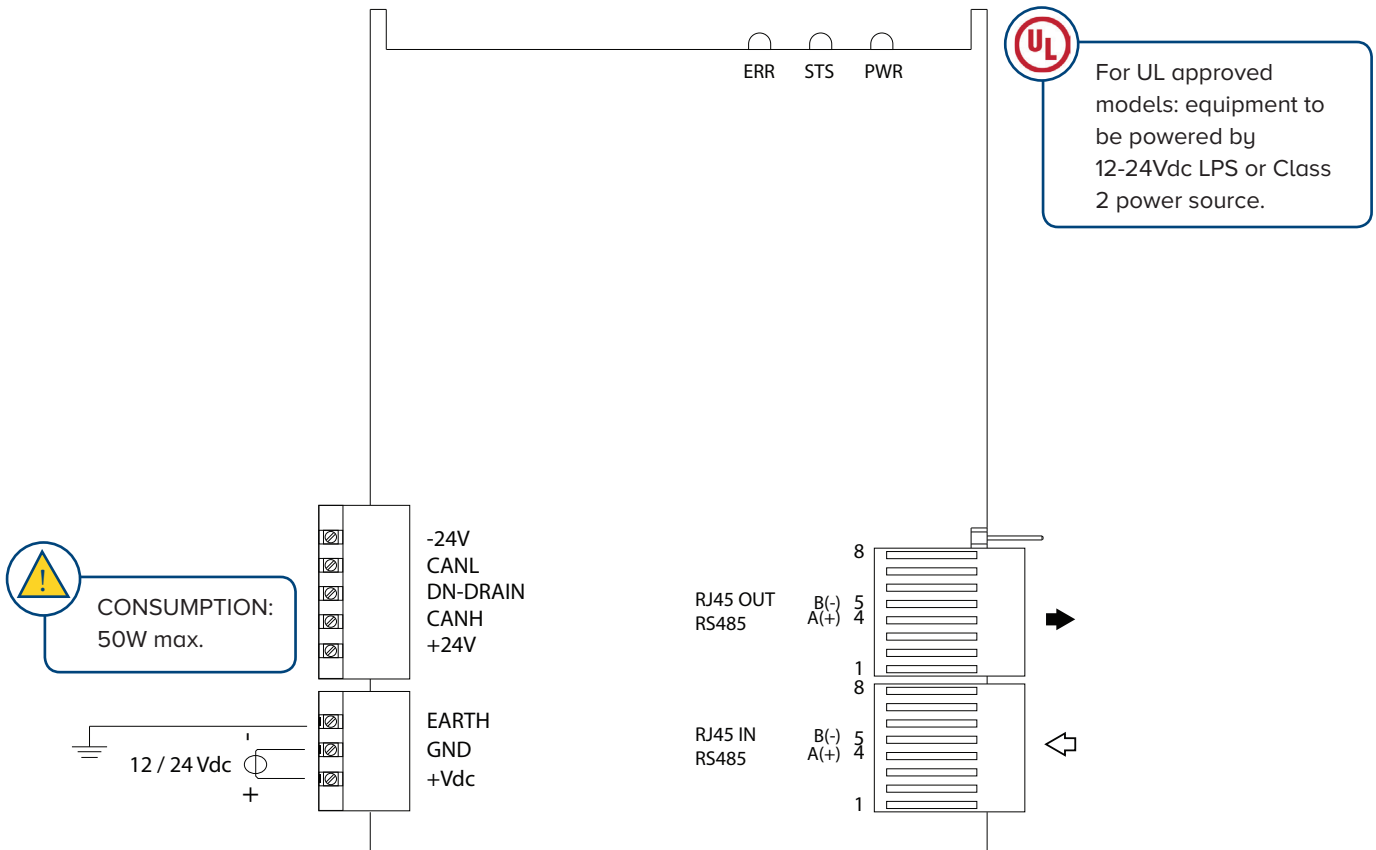 ERR STS PWR
UL
For UL approved
models: equipment to
be powered by
12-24Vdc LPS or Class
2 power source.
!
CONSUMPTION:
50W max.
-24V
CANL
DN-DRAIN
CANH
+24V
EARTH
GND
+Vdc
-
12 / 24 Vdc
+
RJ45 OUT
RS485
8
B(-) 5
A(+) 4
1
RJ45 IN
RS485
8
B(-) 5
A(+) 4
1